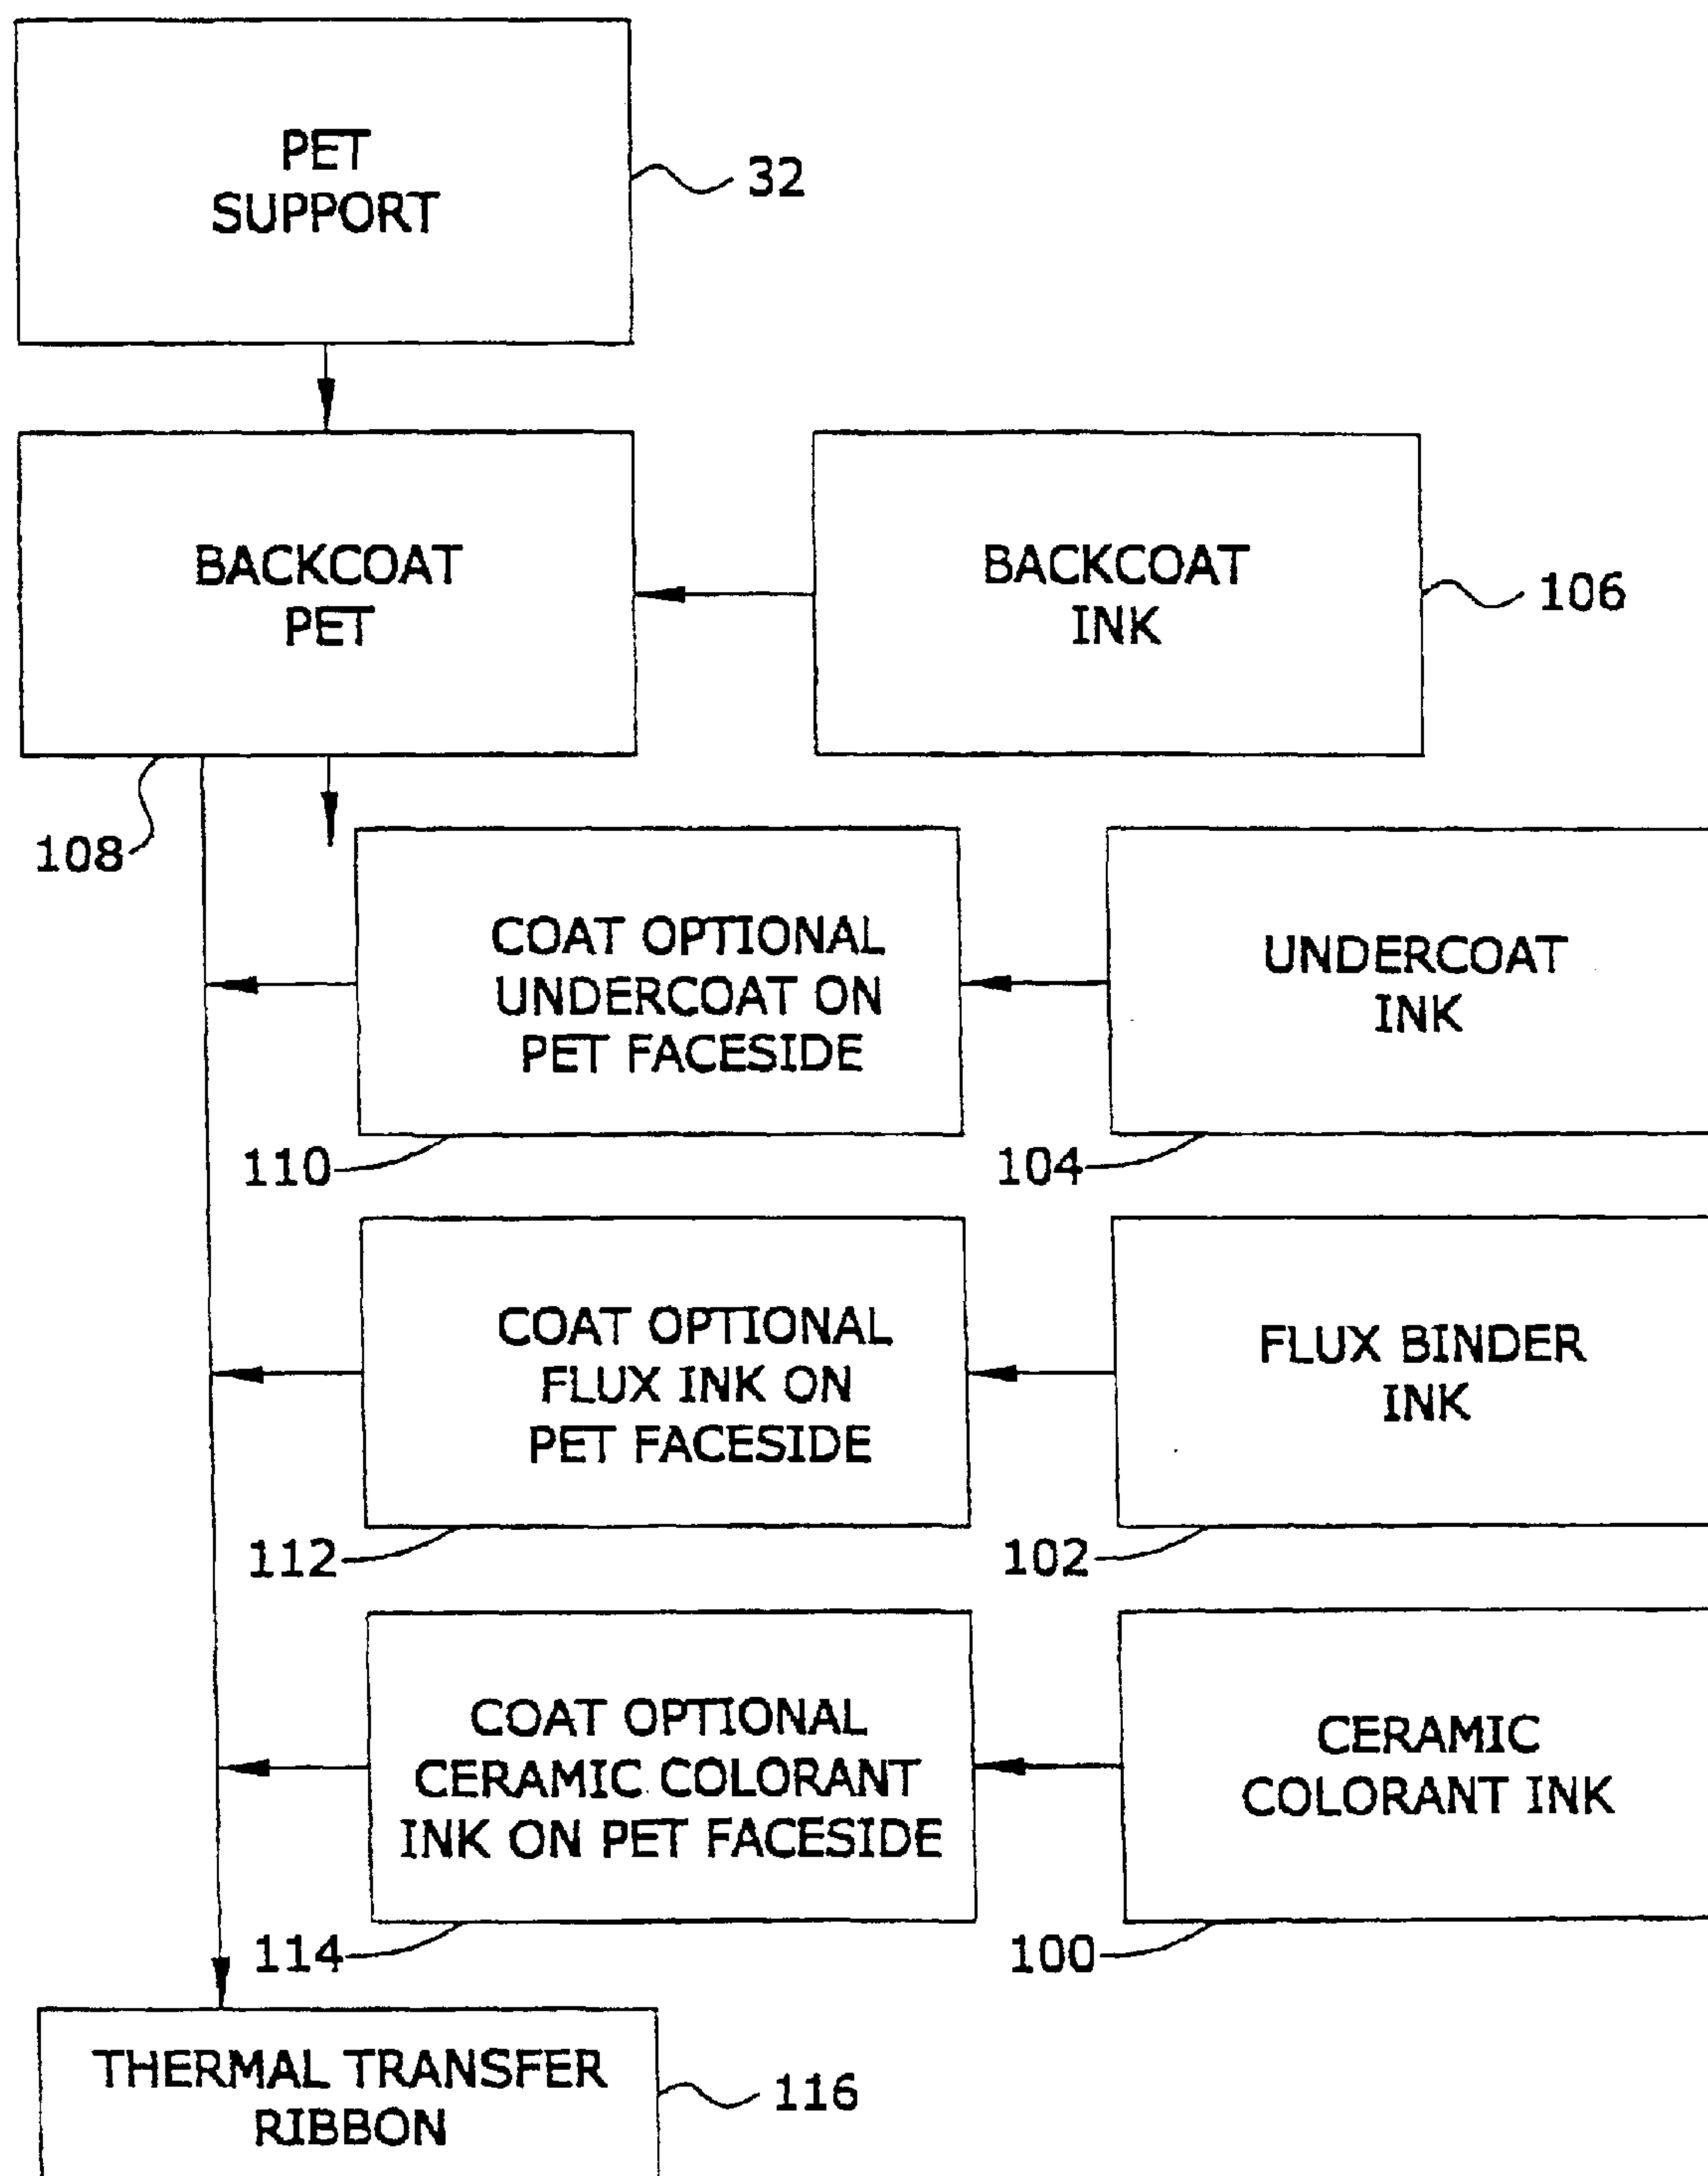 PET
SUPPORT
32
BACKCOAT
PET
BACKCOAT
INK
106
108
COAT OPTIONAL
UNDERCOAT ON
PET FACESIDE
UNDERCOAT
INK
110
104
COAT OPTIONAL
FLUX INK ON
PET FACESIDE
FLUX BINDER
INK
112
102
COAT OPTIONAL
CERAMIC COLORANT
INK ON PET FACESIDE
CERAMIC
COLORANT INK
114
100
THERMAL TRANSFER
RIBBON
116